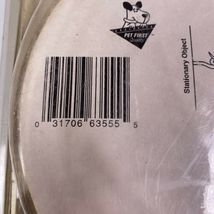 PET FIRST
Stationary Object
0 31706 63555 5